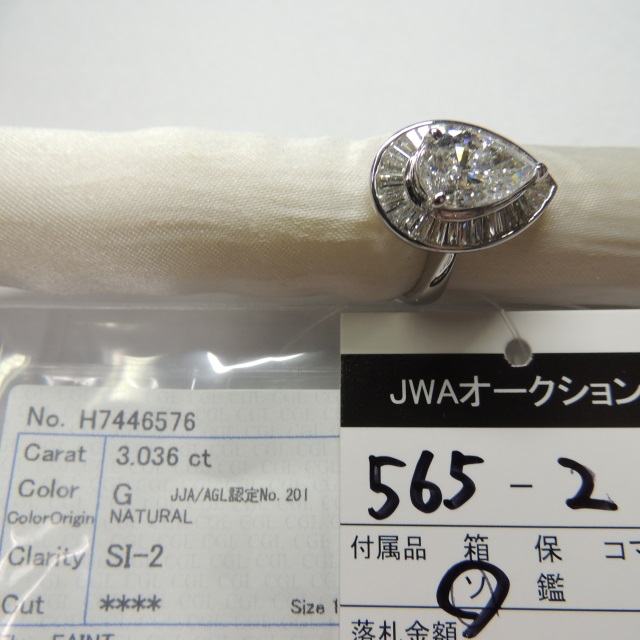 No. H7446576
Carat 3.036 ct
Color G JJA/AGL認定No. 201
ColorOrigin NATURAL
Clarity SI-2
Cut **** Size 1
FAINT
JWAオークション
565-2
付属品 箱 保 コマ
ソ 鑑
9
落札金額